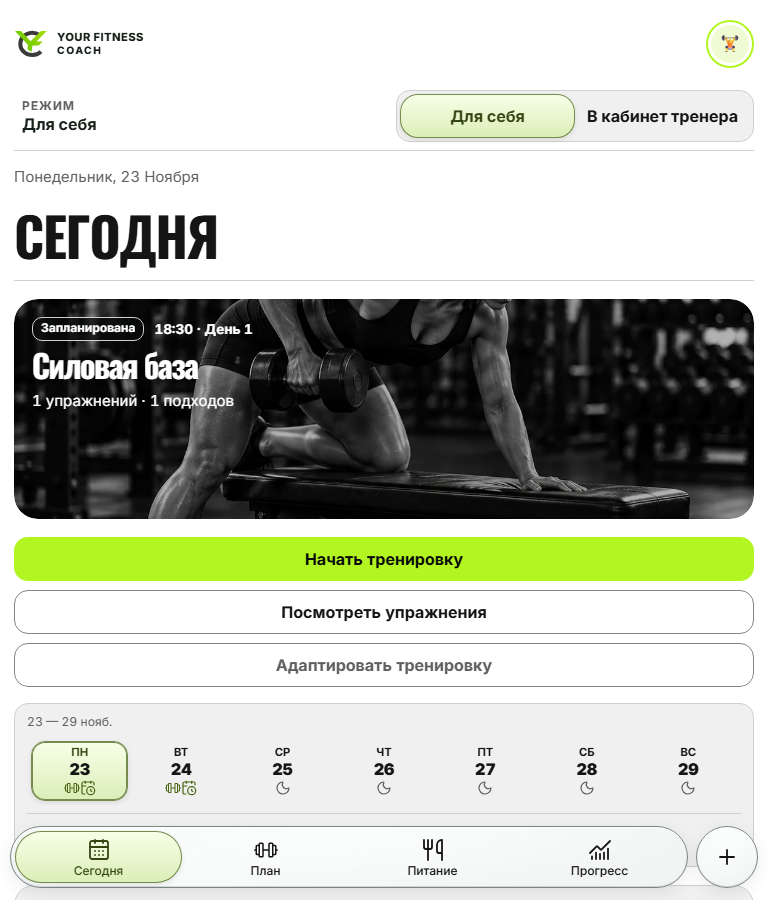 YOUR FITNESS
COACH
РЕЖИМ
Для себя
Для себя
В кабинет тренера
Понедельник, 23 Ноября
СЕГОДНЯ
Запланирована
18:30 · День 1
Силовая база
1 упражнений · 1 подходов
Начать тренировку
Посмотреть упражнения
Адаптировать тренировку
23 — 29 нояб.
ПН ВТ СР ЧТ ПТ СБ ВС
23 24 25 26 27 28 29
Сегодня План Питание Прогресс